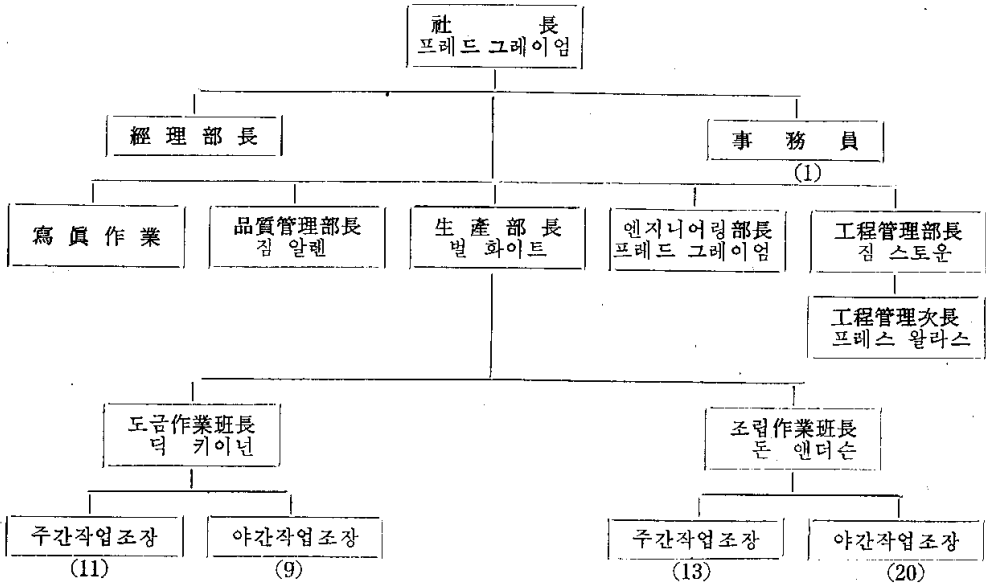 社 長
프레드 그레이엄
經 理 部 長
事 務 員
(1)
寫 眞 作 業
品質管理部長
짐 알렌
生 產 部 長
벌 화이트
엔지니어링部長
프레드 그레이엄
工程管理部長
짐 스토운
工程管理次長
프레스 왈라스
도금作業班長
딕 키이넌
조립作業班長
돈 앤더슨
주간작업조장
(11)
야간작업조장
(9)
주간작업조장
(13)
야간작업조장
(20)